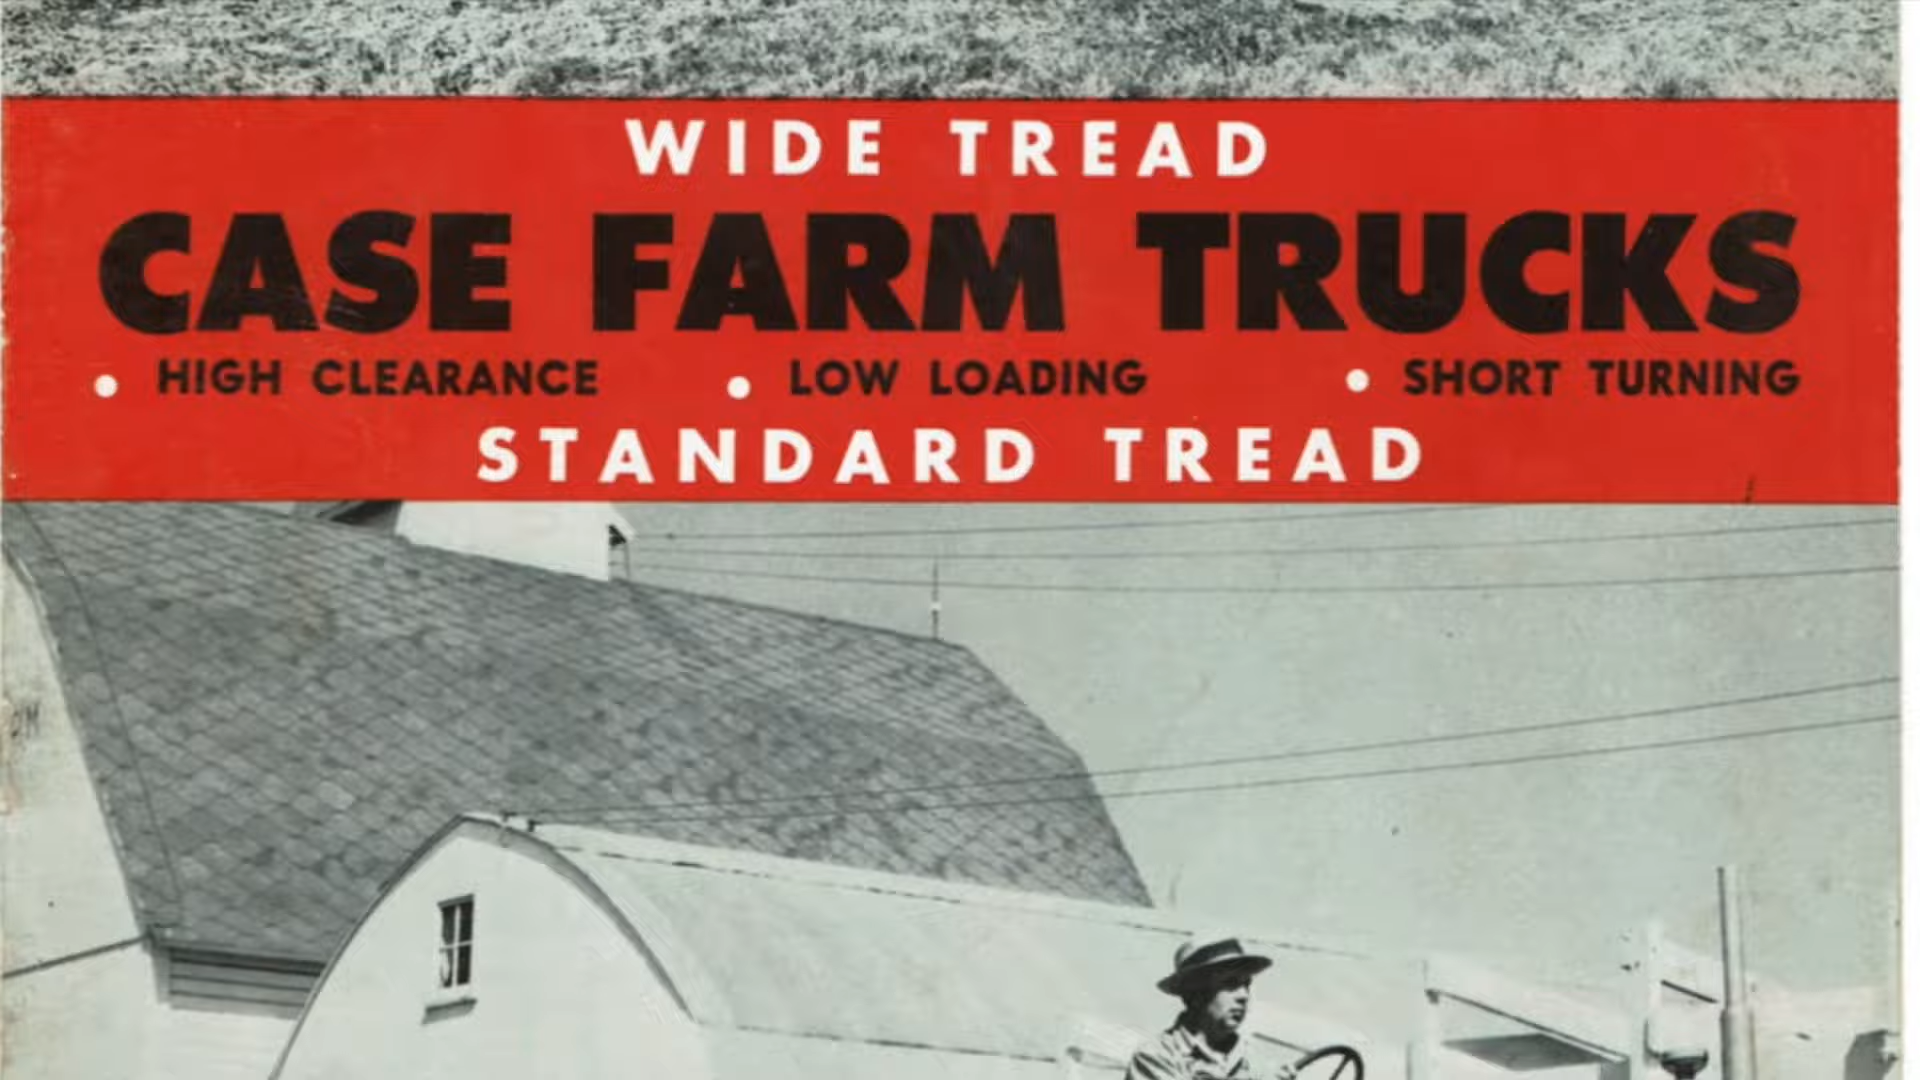 WIDE TREAD
CASE FARM TRUCKS
• HIGH CLEARANCE • LOW LOADING • SHORT TURNING
STANDARD TREAD